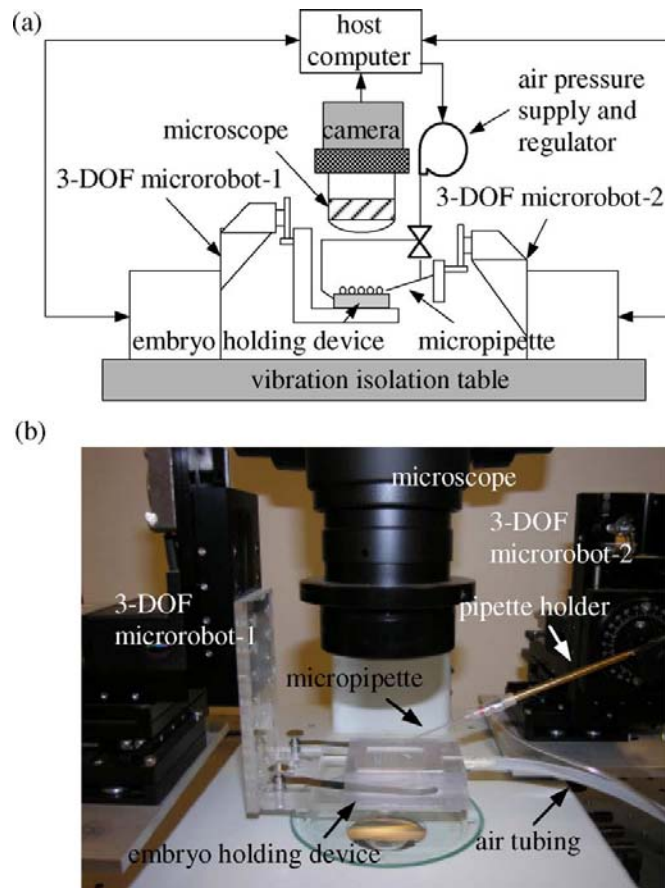 (a)
host
computer
air pressure
supply and
regulator
camera
microscope
3-DOF microrobot-1
3-DOF microrobot-2
embryo holding device
micropipette
vibration isolation table
(b)
microscope
3-DOF
microrobot-2
3-DOF
microrobot-1
pipette holder
micropipette
embryo holding device
air tubing